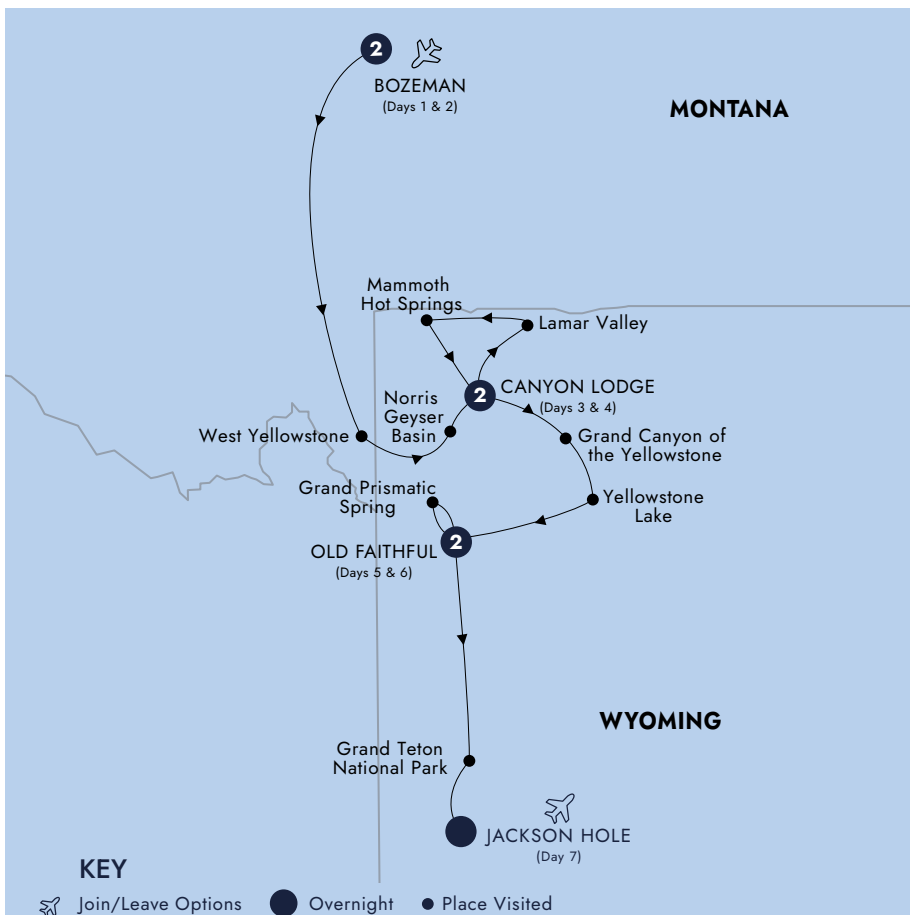 2
BOZEMAN
(Days 1 & 2)
MONTANA
Mammoth
Hot Springs
Lamar Valley
2
CANYON LODGE
(Days 3 & 4)
Norris
Geyser
Basin
West Yellowstone
Grand Canyon of
the Yellowstone
Grand Prismatic
Spring
Yellowstone
Lake
2
OLD FAITHFUL
(Days 5 & 6)
WYOMING
Grand Teton
National Park
JACKSON HOLE
(Day 7)
KEY
Join/Leave Options
Overnight
Place Visited